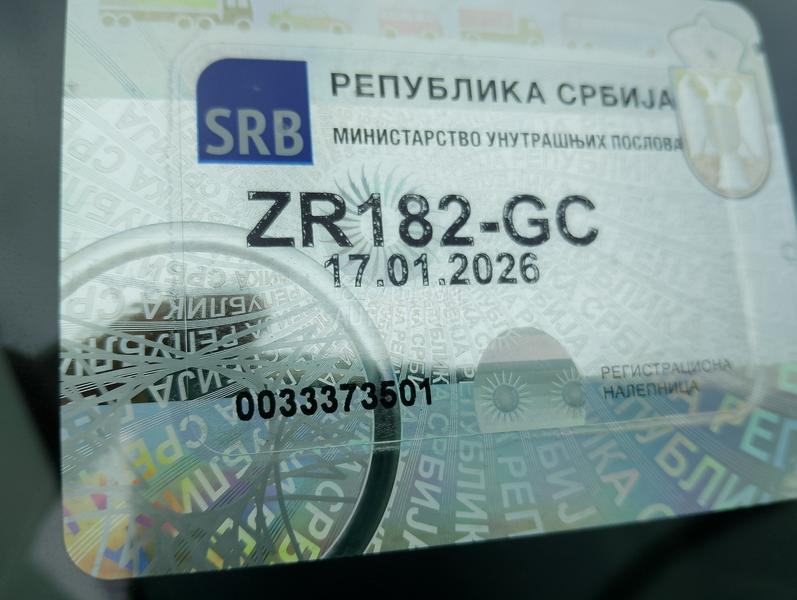 SRB
РЕПУБЛИКА СРБИЈА
МИНИСТАРСТВО УНУТРАШЊИХ ПОСЛОВА
ZR182-GC
17.01.2026
0033373501
РЕГИСТРАЦИОНА
НАЛЕПНИЦА